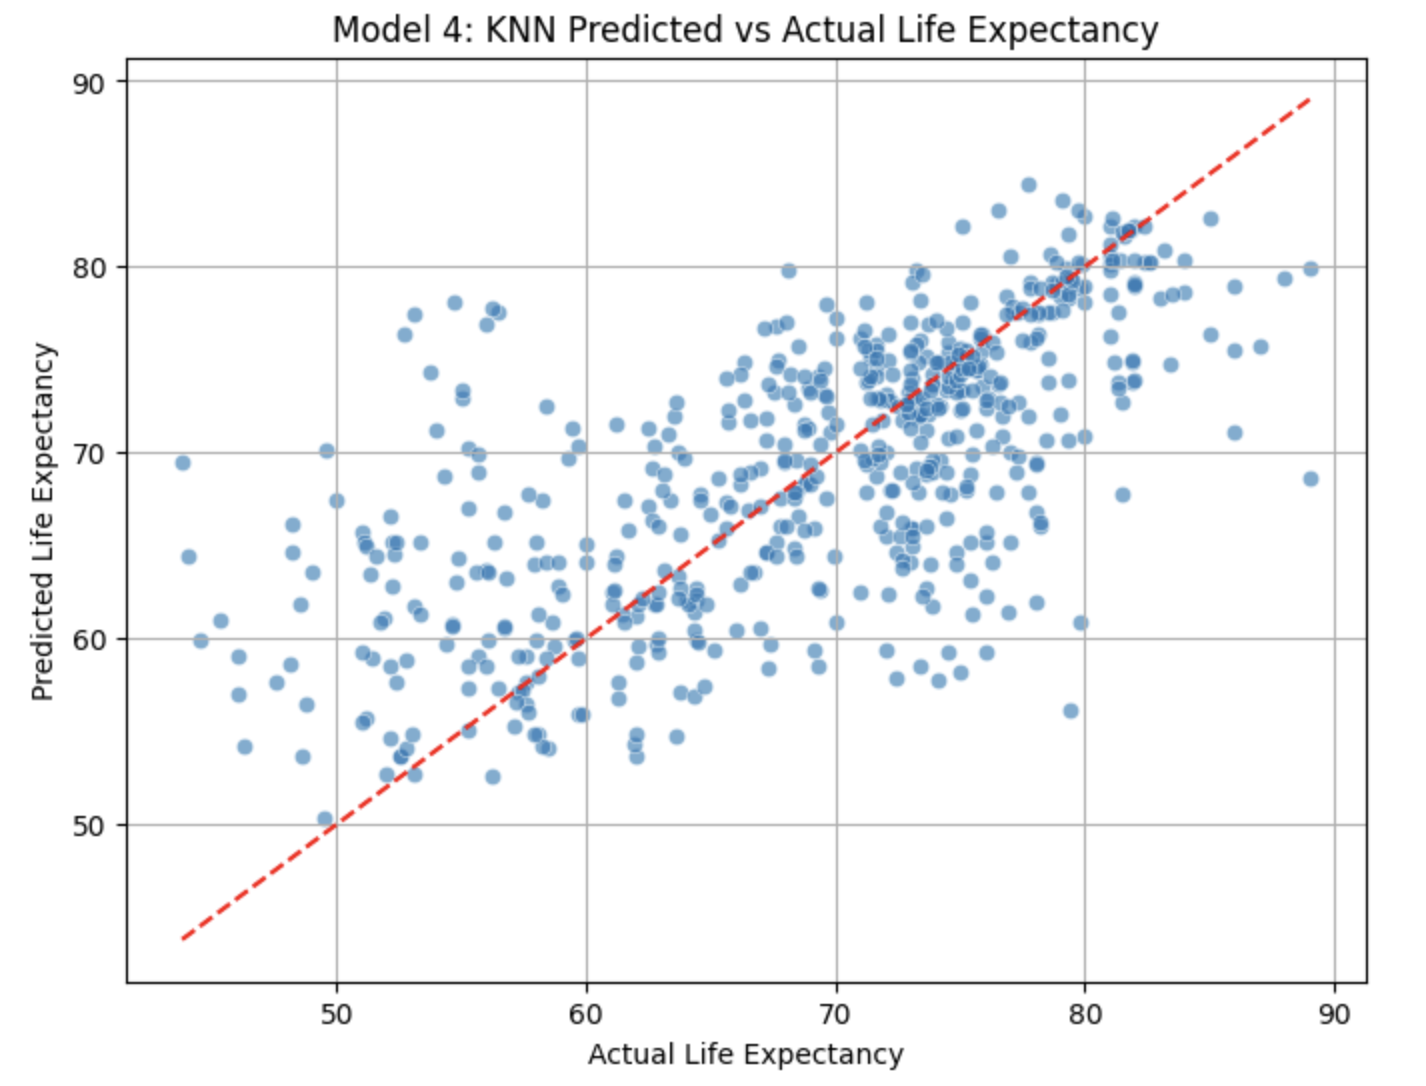 Model 4: KNN Predicted vs Actual Life Expectancy
90
80
70
60
50
Predicted Life Expectancy
50 60 70 80 90
Actual Life Expectancy